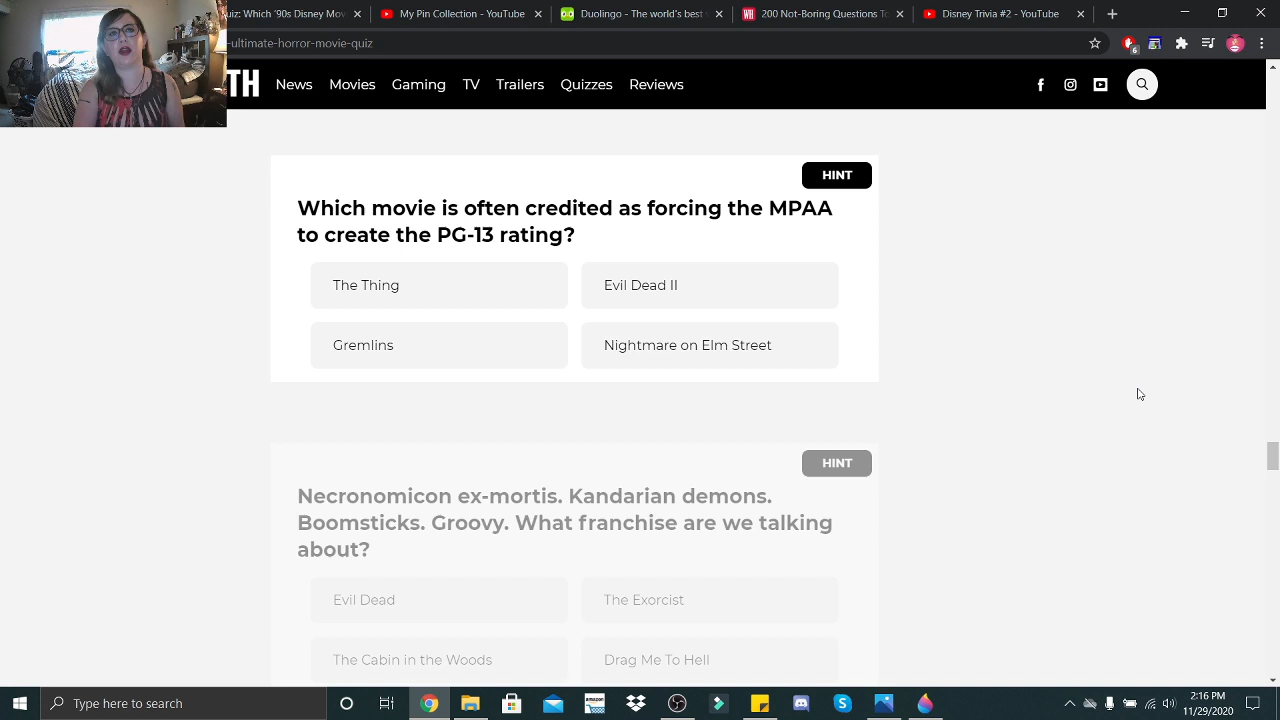 uiz: Which '90s Disney Mov
My Pin Collection - YouTube
Duolingo - The world's best
200 Not-Boring Questions To
Disney Trivia #2 - YouTube
-ultimate-horror-movie-quiz
6
TH
News
Movies
Gaming
TV
Trailers
Quizzes
Reviews
HINT
Which movie is often credited as forcing the MPAA
to create the PG-13 rating?
The Thing
Evil Dead II
Gremlins
Nightmare on Elm Street
HINT
Necronomicon ex-mortis. Kandarian demons.
Boomsticks. Groovy. What franchise are we talking
about?
Evil Dead
The Exorcist
The Cabin in the Woods
Drag Me To Hell
Type here to search
amazon
2:16 PM
11/29/2020